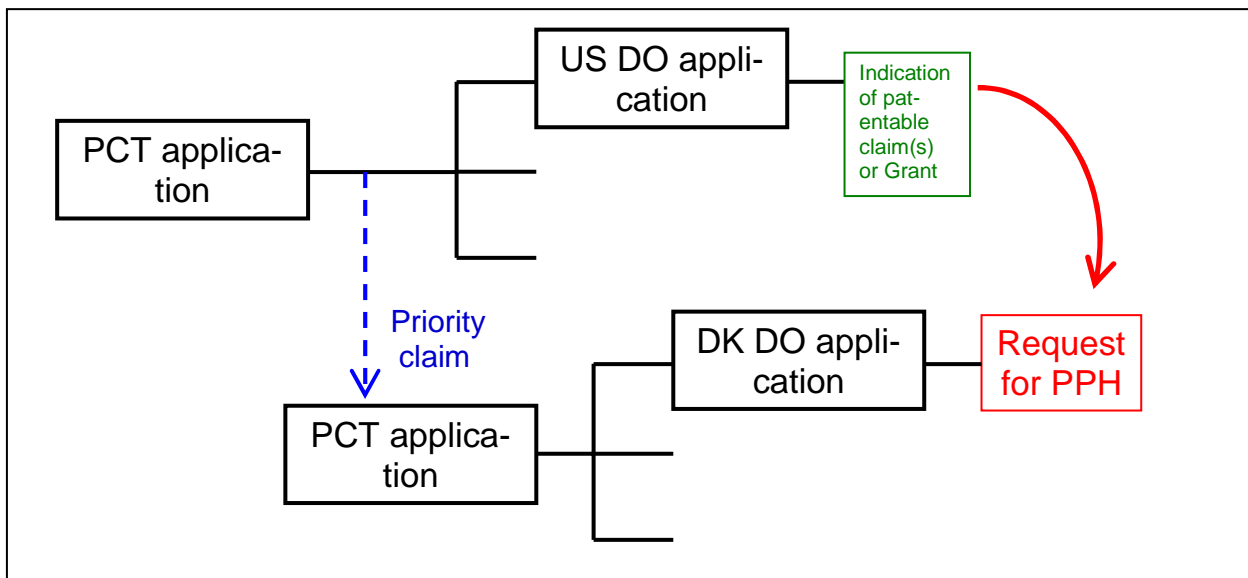 US DO appli-
cation
Indication
of pat-
entable
claim(s)
or Grant
PCT applica-
tion
Priority
claim
DK DO appli-
cation
Request
for PPH
PCT applica-
tion